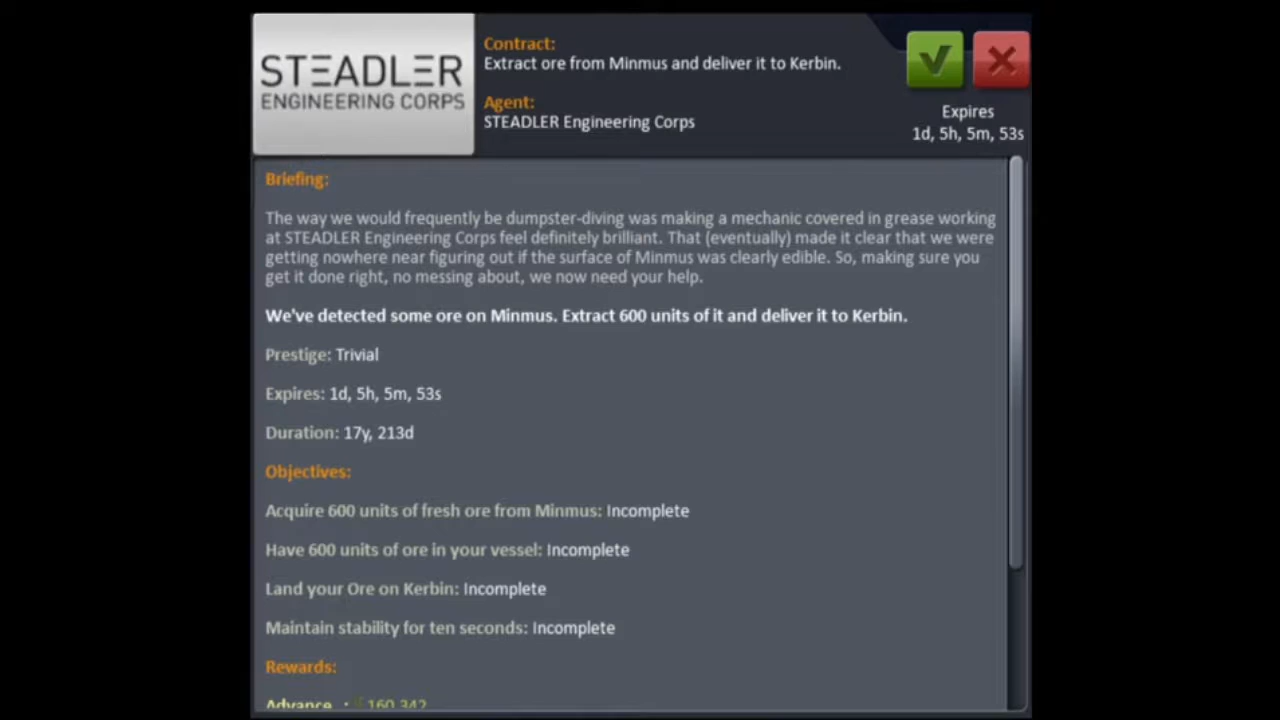 STEADLER
ENGINEERING CORPS
Contract:
Extract ore from Minmus and deliver it to Kerbin.
Agent:
STEADLER Engineering Corps
Expires
1d, 5h, 5m, 53s
Briefing:
The way we would frequently be dumpster-diving was making a mechanic covered in grease working
at STEADLER Engineering Corps feel definitely brilliant. That (eventually) made it clear that we were
getting nowhere near figuring out if the surface of Minmus was clearly edible. So, making sure you
get it done right, no messing about, we now need your help.
We've detected some ore on Minmus. Extract 600 units of it and deliver it to Kerbin.
Prestige: Trivial
Expires: 1d, 5h, 5m, 53s
Duration: 17y, 213d
Objectives:
Acquire 600 units of fresh ore from Minmus: Incomplete
Have 600 units of ore in your vessel: Incomplete
Land your Ore on Kerbin: Incomplete
Maintain stability for ten seconds: Incomplete
Rewards:
Advance : 160,342